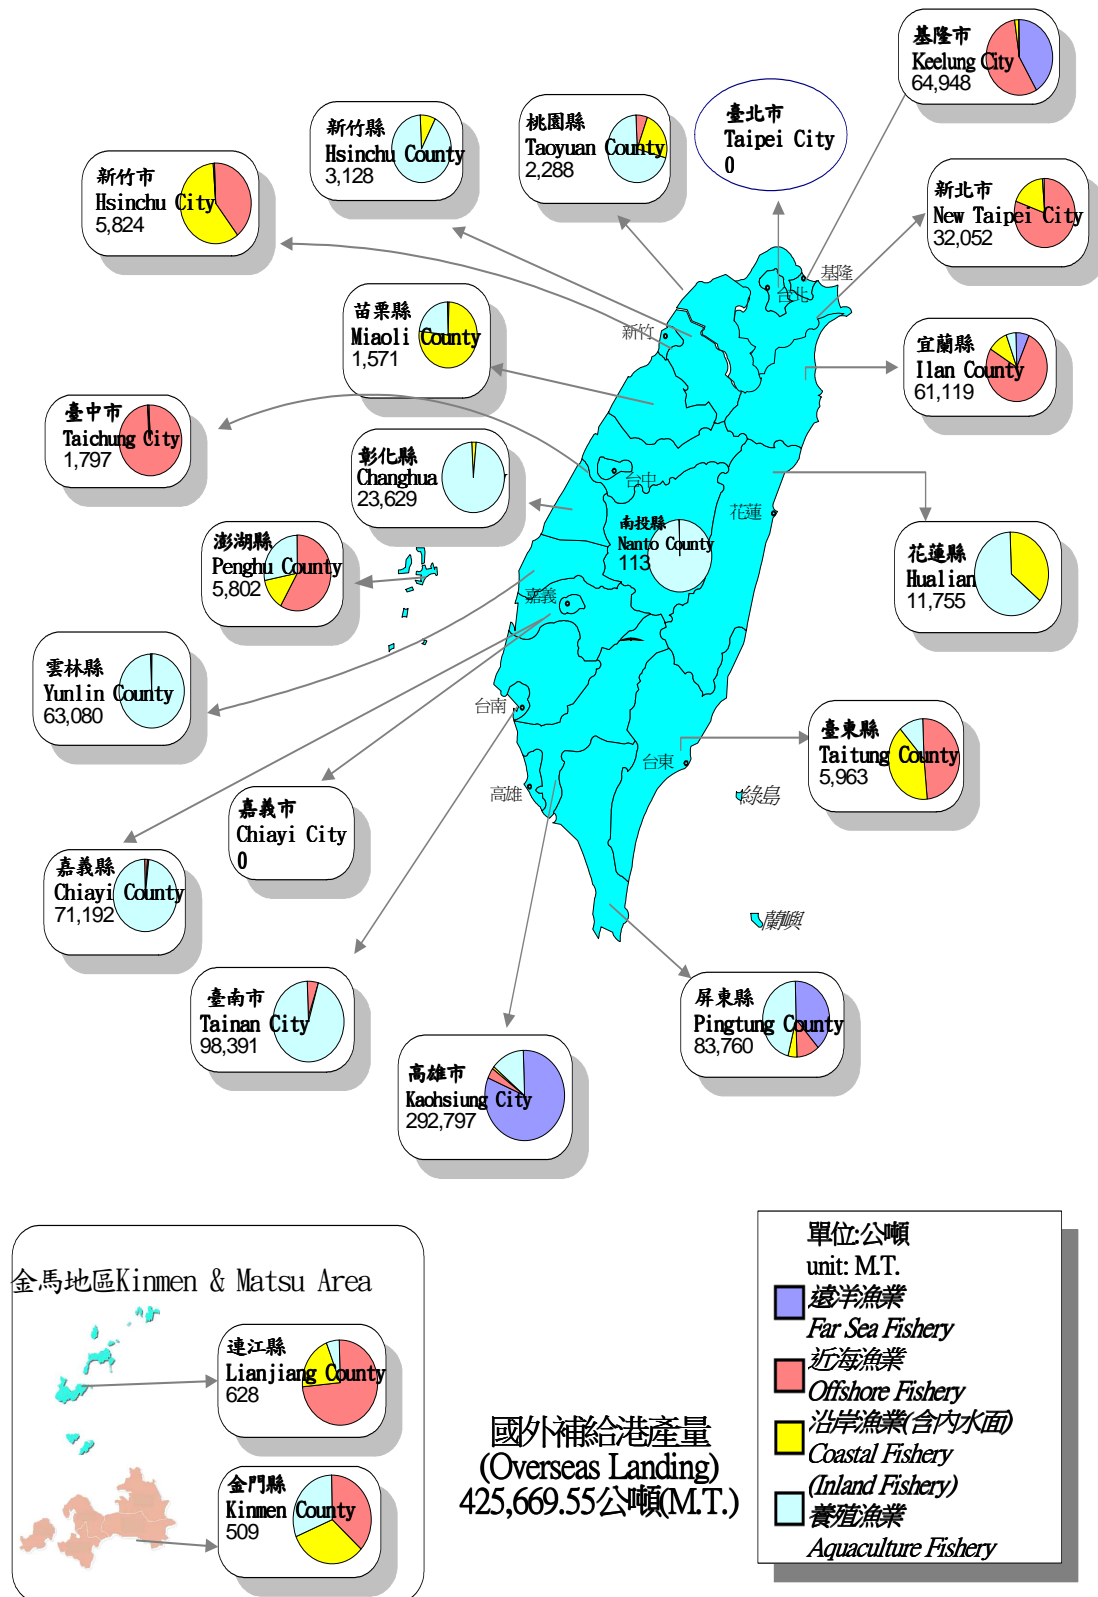 基隆市
Keelung City
64,948
臺北市
Taipei City
0
桃園縣
Taoyuan County
2,288
新竹縣
Hsinchu County
3,128
新竹市
Hsinchu City
5,824
新北市
New Taipei City
32,052
基隆
台北
新竹
苗栗縣
Miaoli County
1,571
宜蘭縣
Ilan County
61,119
臺中市
Taichung City
1,797
彰化縣
Changhua
23,629
台中
花蓮
南投縣
Nanto County
113
澎湖縣
Penghu County
5,802
花蓮縣
Hualian
11,755
嘉義
雲林縣
Yunlin County
63,080
台南
臺東縣
Taitung County
5,963
台東
高雄
綠島
嘉義市
Chiayi City
0
嘉義縣
Chiayi County
71,192
蘭嶼
臺南市
Tainan City
98,391
屏東縣
Pingtung County
83,760
高雄市
Kaohsiung City
292,797
金馬地區Kinmen & Matsu Area
連江縣
Lianjiang County
628
金門縣
Kinmen County
509
國外補給港產量
(Overseas Landing)
425,669.55公噸(M.T.)
單位:公噸
unit: M.T.
遠洋漁業
Far Sea Fishery
近海漁業
Offshore Fishery
沿岸漁業(含內水面)
Coastal Fishery
(Inland Fishery)
養殖漁業
Aquaculture Fishery